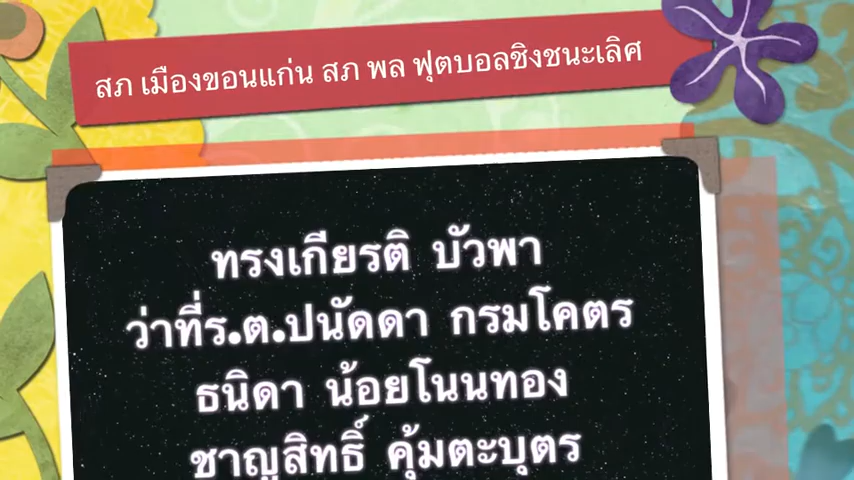 สภ เมืองขอนแก่น สภ พล ฟุตบอลชิงชนะเลิศ
ทรงเกียรติ บัวพา
ว่าที่ร.ต.ปนัดดา กรมโคตร
ธนิดา น้อยโนนทอง
ชาญสิทธิ์ คุ้มตะบุตร